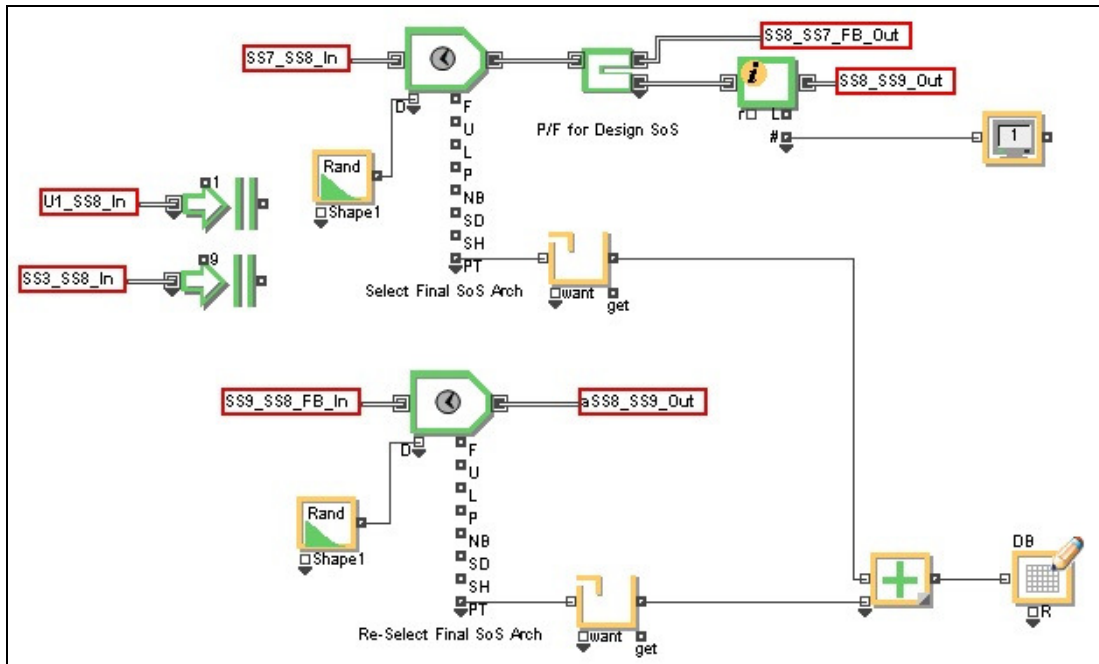 SS7_SS8_In
SS8_SS7_FB_Out
SS8_SS9_Out
D
F
U
L
P
NB
SD
SH
PT
i
r
L
#
1
P/F for Design SoS
Rand
Shape1
U1_SS8_In
1
SS3_SS8_In
9
Select Final SoS Arch
want
get
SS9_SS8_FB_In
aSS8_SS9_Out
D
F
U
L
P
NB
SD
SH
PT
Rand
Shape1
Re-Select Final SoS Arch
want
get
DB
R